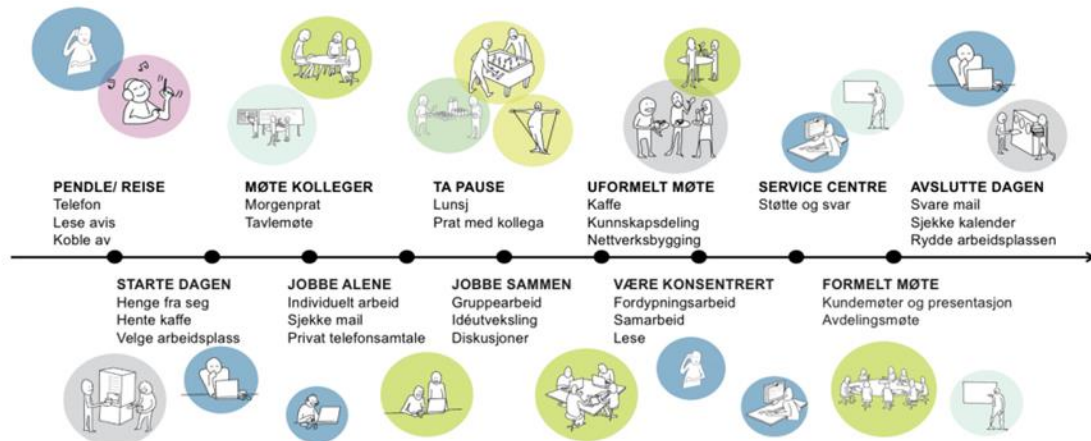 PENDLE/ REISE
Telefon
Lese avis
Koble av
MØTE KOLLEGER
Morgenprat
Tavlemøte
TA PAUSE
Lunsj
Prat med kollega
UFORMELT MØTE
Kaffe
Kunnskapsdeling
Nettverksbygging
SERVICE CENTRE
Støtte og svar
AVSLUTTE DAGEN
Svare mail
Sjekke kalender
Rydde arbeidsplassen
STARTE DAGEN
Henge fra seg
Hente kaffe
Velge arbeidsplass
JOBBE ALENE
Individuelt arbeid
Sjekke mail
Privat telefonsamtale
JOBBE SAMMEN
Gruppearbeid
Idéutveksling
Diskusjoner
VÆRE KONSENTRERT
Fordypningsarbeid
Samarbeid
Lese
FORMELT MØTE
Kundemøter og presentasjon
Avdelingsmøte